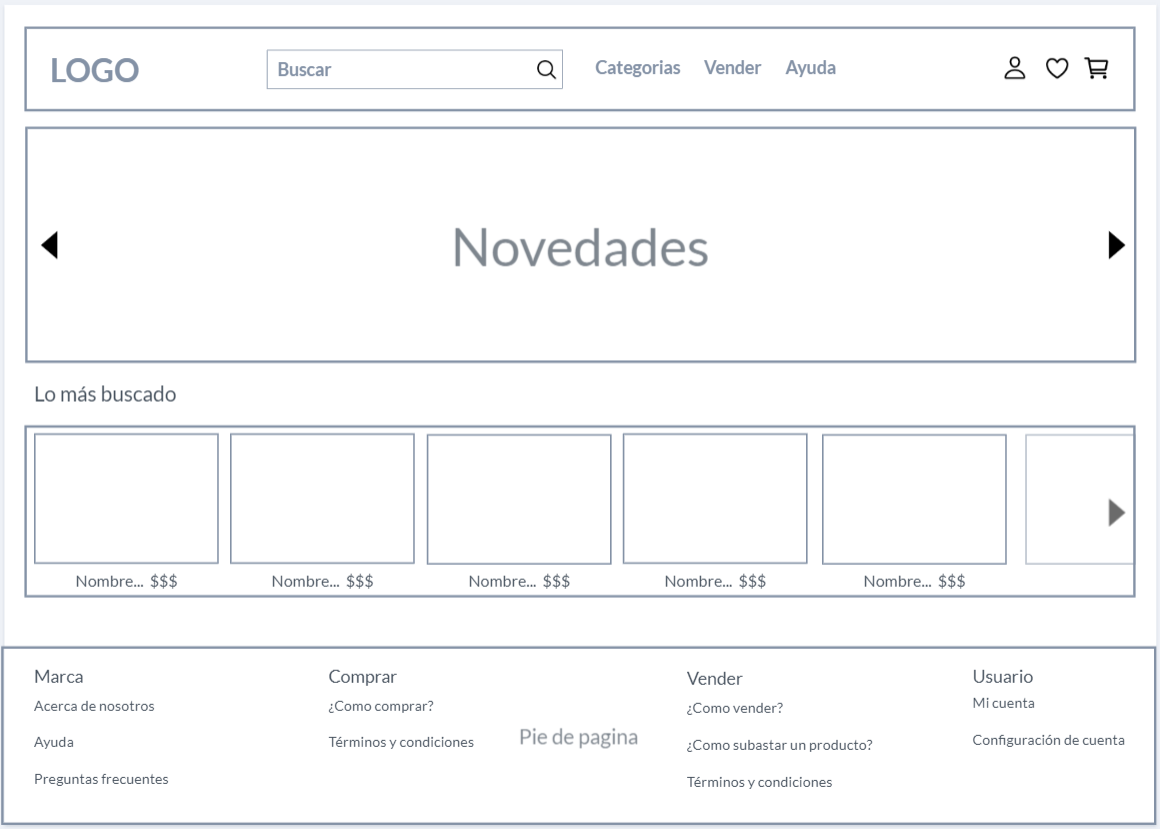 LOGO
Buscar
Categorias
Vender
Ayuda
Novedades
Lo más buscado
Nombre... $$$
Nombre... $$$
Nombre... $$$
Nombre... $$$
Nombre... $$$
Marca
Acerca de nosotros
Ayuda
Preguntas frecuentes
Comprar
¿Como comprar?
Términos y condiciones
Pie de pagina
Vender
¿Como vender?
¿Como subastar un producto?
Términos y condiciones
Usuario
Mi cuenta
Configuración de cuenta